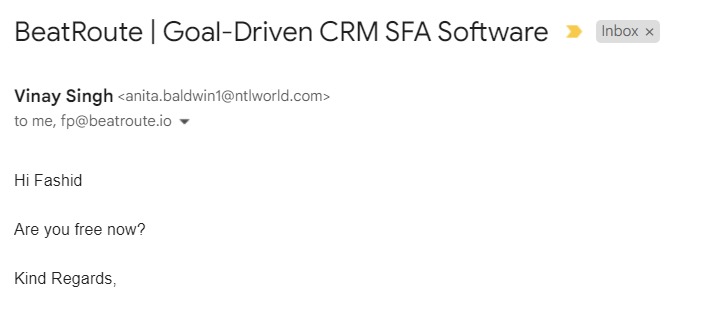 BeatRoute | Goal-Driven CRM SFA Software Inbox ×
Vinay Singh <anita.baldwin1@ntlworld.com>
to me, fp@beatroute.io
Hi Fashid
Are you free now?
Kind Regards,